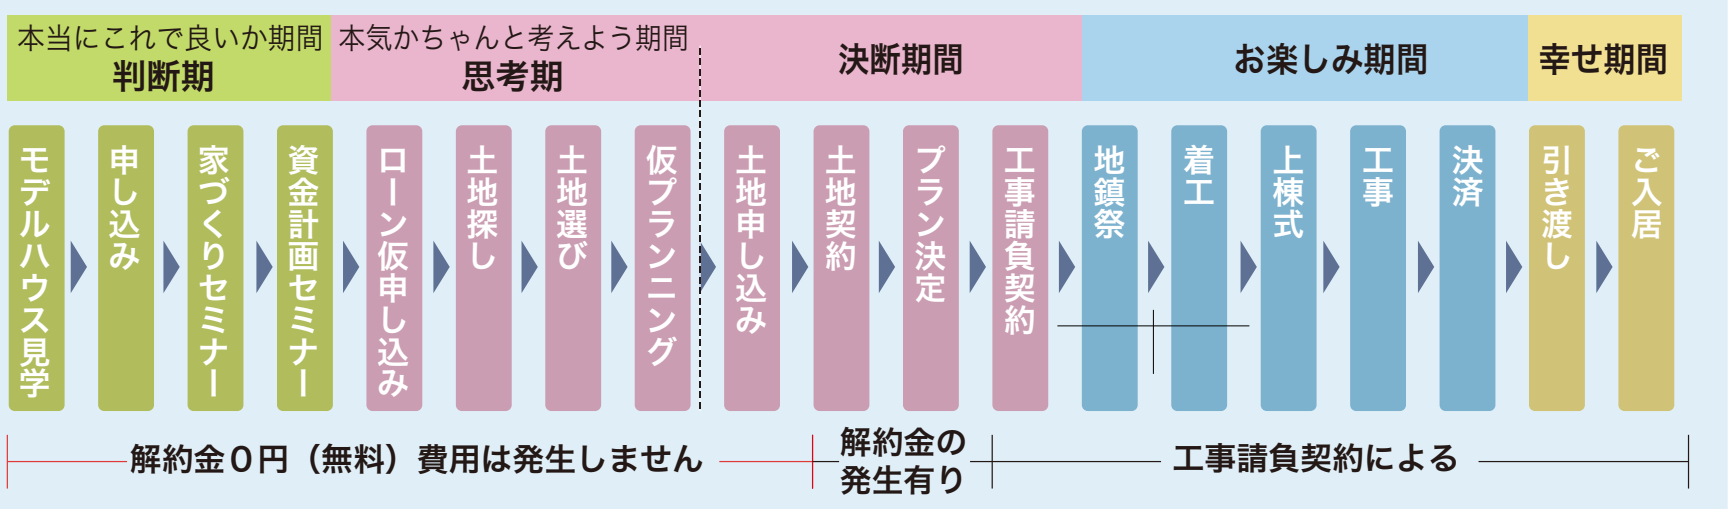 本当にこれで良いか期間
判断期
本気かちゃんと考えよう期間
思考期
決断期間
お楽しみ期間
幸せ期間
モデルハウス見学
申し込み
家づくりセミナー
資金計画セミナー
ローン仮申し込み
土地探し
土地選び
仮プランニング
土地申し込み
土地契約
プラン決定
工事請負契約
地鎮祭
着工
上棟式
工事
決済
引き渡し
ご入居
解約金０円（無料）費用は発生しません
解約金の
発生有り
工事請負契約による